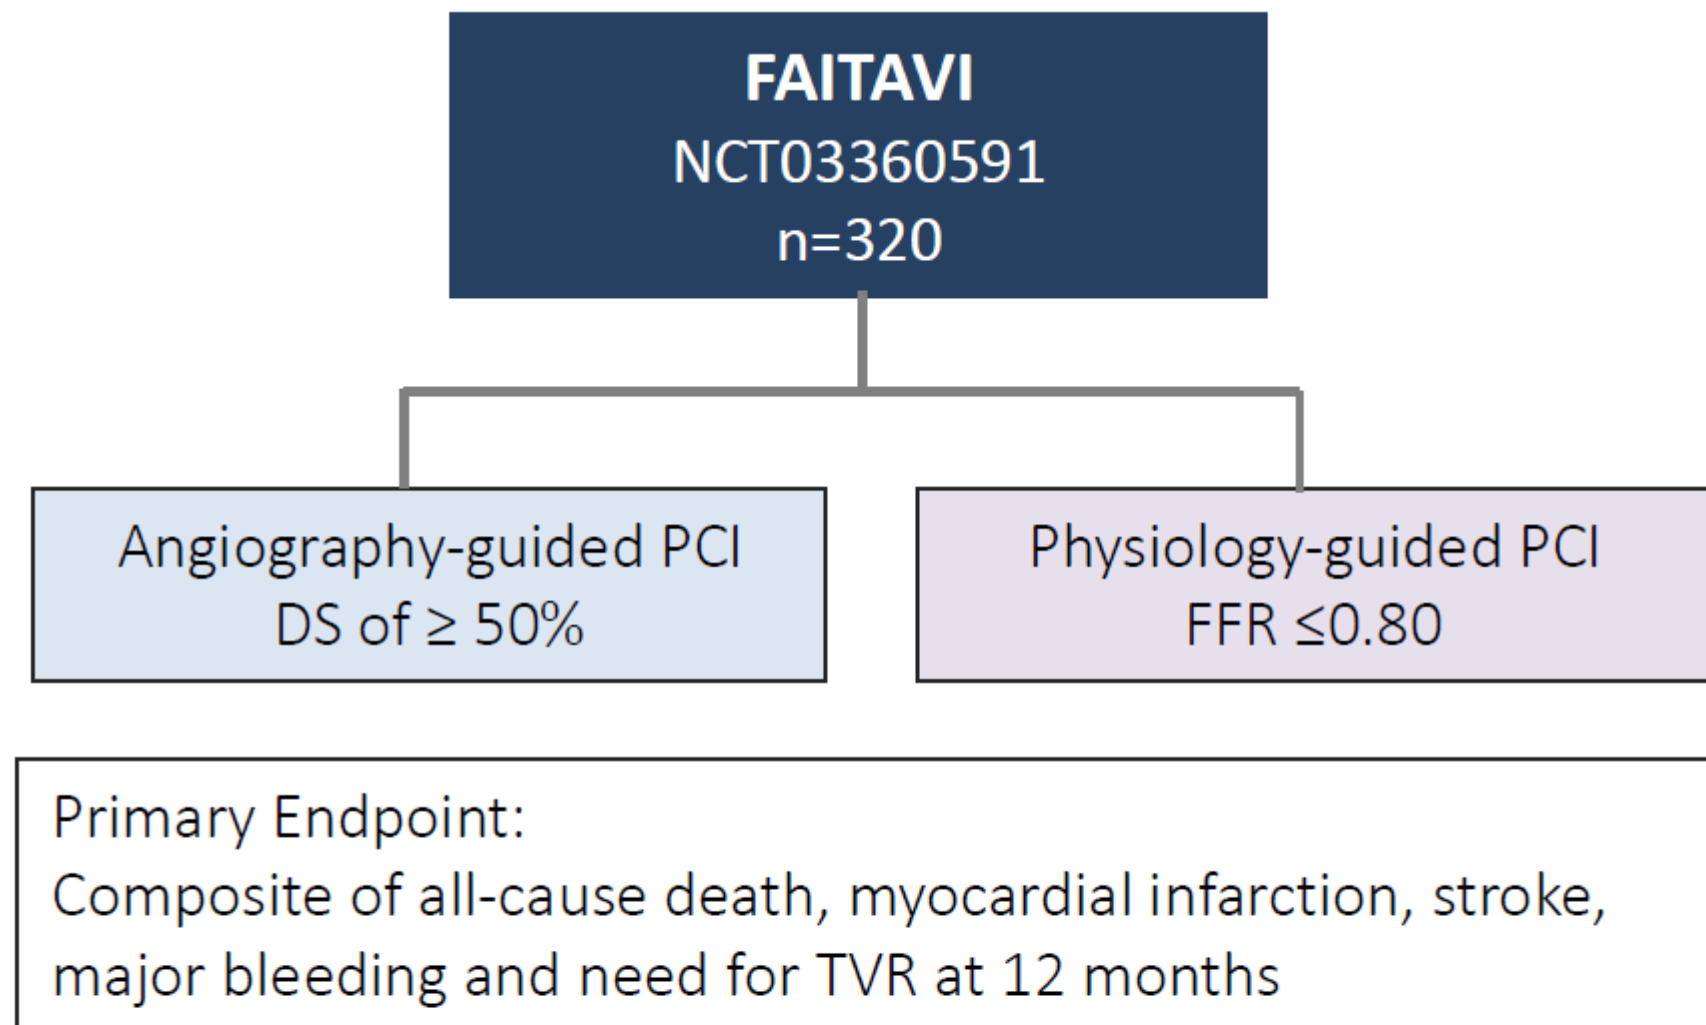 FAITAVI
NCT03360591
n=320
Angiography-guided PCI
DS of ≥ 50%
Physiology-guided PCI
FFR ≤0.80
Primary Endpoint:
Composite of all-cause death, myocardial infarction, stroke,
major bleeding and need for TVR at 12 months